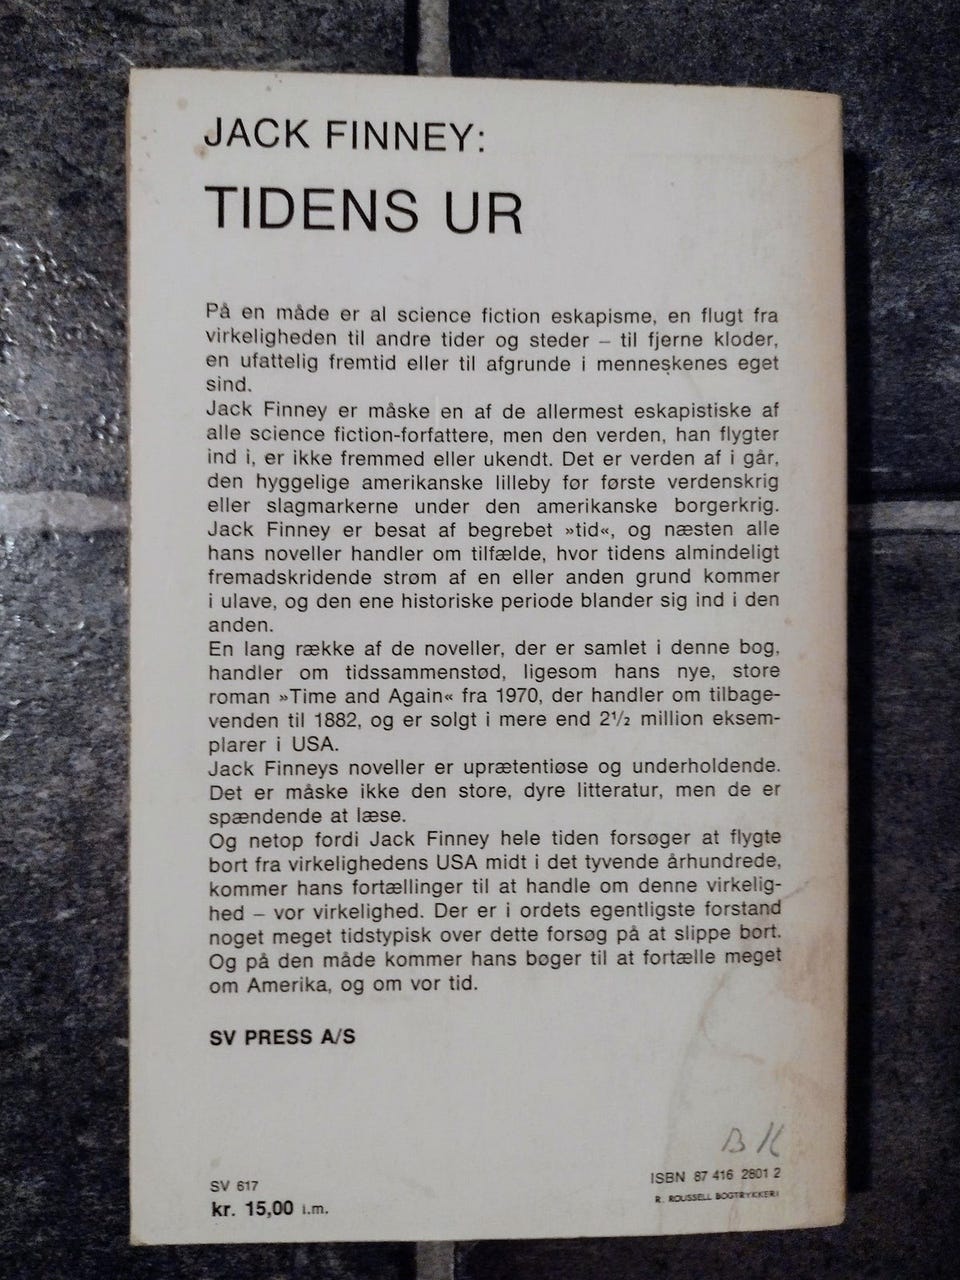 JACK FINNEY:
TIDENS UR
På en måde er al science fiction eskapisme, en flugt fra
virkeligheden til andre tider og steder – til fjerne kloder,
en ufattelig fremtid eller til afgrunde i menneskenes eget
sind.
Jack Finney er måske en af de allermest eskapistiske af
alle science fiction-forfattere, men den verden, han flygter
ind i, er ikke fremmed eller ukendt. Det er verden af i går,
den hyggelige amerikanske lilleby før første verdenskrig
eller slagmarkerne under den amerikanske borgerkrig.
Jack Finney er besat af begrebet »tid«, og næsten alle
hans noveller handler om tilfælde, hvor tidens almindeligt
fremadskridende strøm af en eller anden grund kommer
i ulave, og den ene historiske periode blander sig ind i den
anden.
En lang række af de noveller, der er samlet i denne bog,
handler om tidssammenstød, ligesom hans nye, store
roman »Time and Again« fra 1970, der handler om tilbage-
venden til 1882, og er solgt i mere end 2¹/₂ million eksem-
plarer i USA.
Jack Finneys noveller er uprætentiøse og underholdende.
Det er måske ikke den store, dyre litteratur, men de er
spændende at læse.
Og netop fordi Jack Finney hele tiden forsøger at flygte
bort fra virkelighedens USA midt i det tyvende århundrede,
kommer hans fortællinger til at handle om denne virkelig-
hed – vor virkelighed. Der er i ordets egentligste forstand
noget meget tidstypisk over dette forsøg på at slippe bort.
Og på den måde kommer hans bøger til at fortælle meget
om Amerika, og om vor tid.
SV PRESS A/S
BK
SV 617
kr. 15,00 i.m.
ISBN 87 416 2801 2
R. ROUSSELL BOGTRYKKERI